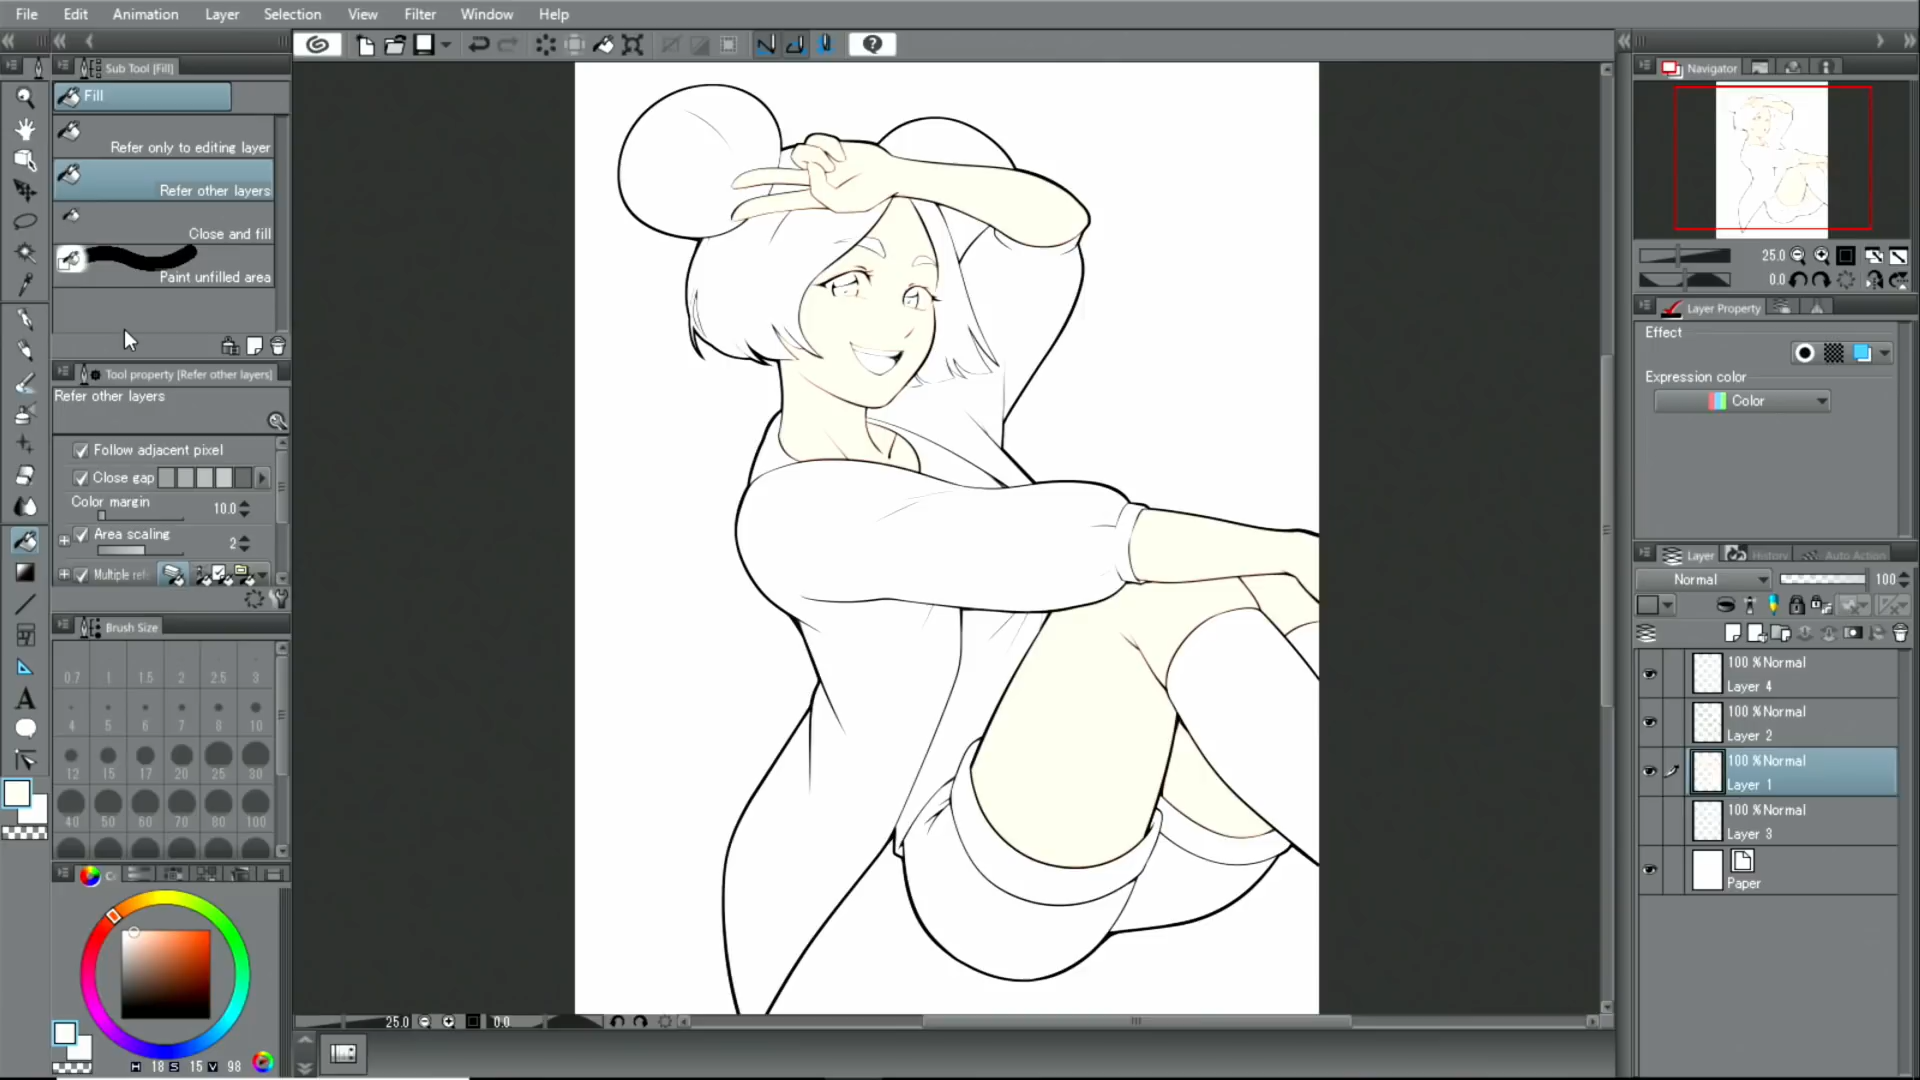 File Edit Animation Layer Selection View Filter Window Help
Sub Tool [Fill]
Fill
Refer only to editing layer
Refer other layers
Close and fill
Paint unfilled area
Tool property [Refer other layers]
Refer other layers
Follow adjacent pixel
Close gap
Color margin
10.0
Area scaling
2
Multiple refe
Brush Size
0.7 1 1.5 2 2.5 3
4 5 6 7 8 10
12 15 17 20 25 30
40 50 60 70 80 100
H 18 S 15 V 98
25.0 0.0
Navigator
25.0
0.0
Layer Property
Effect
Expression color
Color
Layer History Auto Action
Normal 100
100 %Normal
Layer 4
100 %Normal
Layer 2
100 %Normal
Layer 1
100 %Normal
Layer 3
Paper